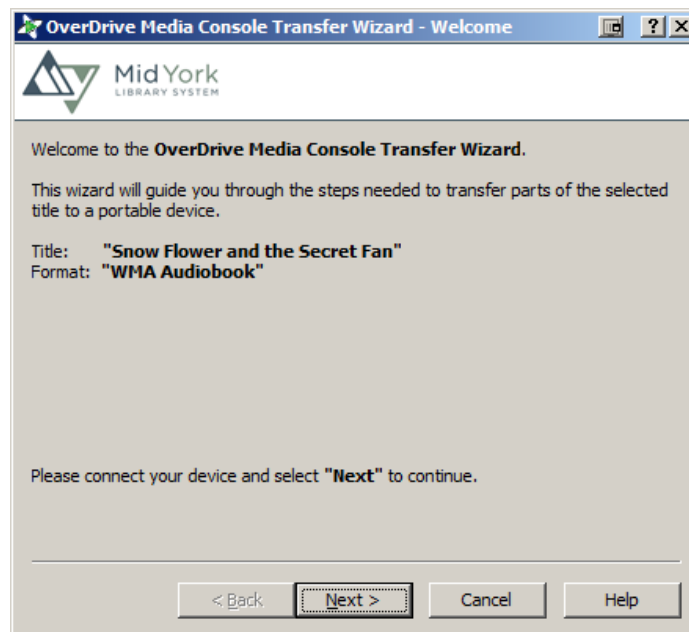 OverDrive Media Console Transfer Wizard - Welcome
Mid York
LIBRARY SYSTEM
Welcome to the OverDrive Media Console Transfer Wizard.
This wizard will guide you through the steps needed to transfer parts of the selected
title to a portable device.
Title: "Snow Flower and the Secret Fan"
Format: "WMA Audiobook"
Please connect your device and select "Next" to continue.
< Back Next > Cancel Help